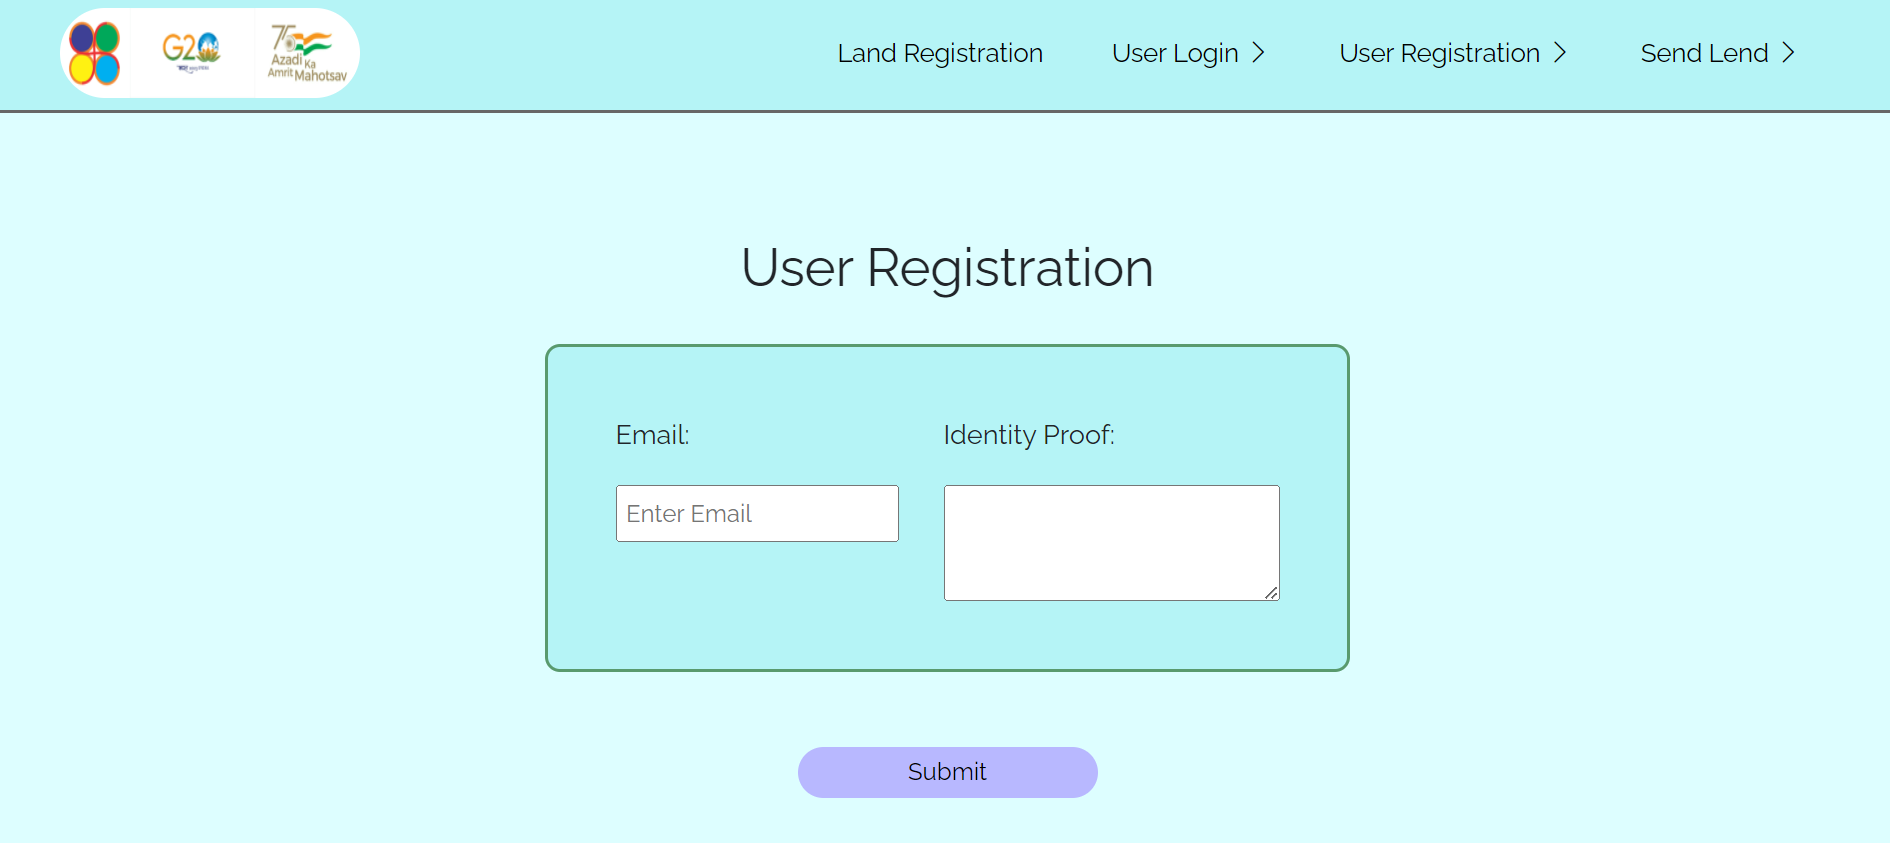 G20
75
Azadi
Ka
Amrit Mahotsav
Land Registration
User Login
User Registration
Send Lend
User Registration
Email:
Identity Proof:
Enter Email
Submit